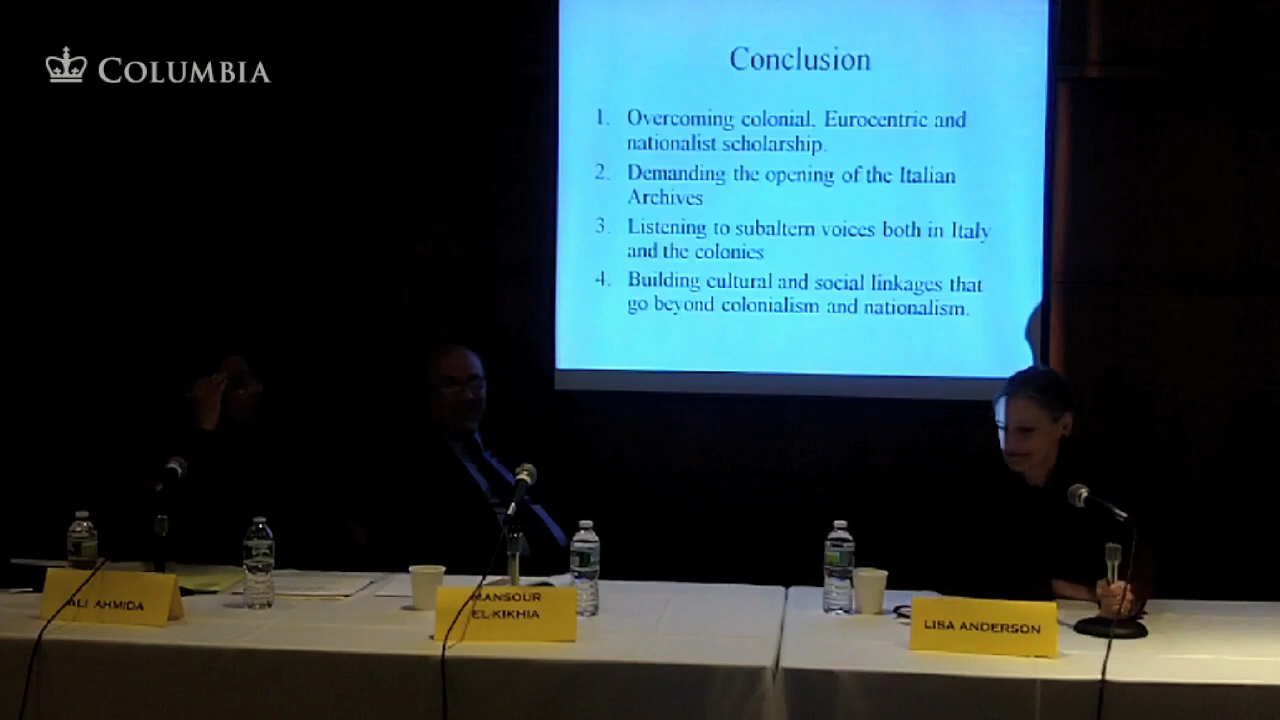 COLUMBIA
Conclusion
1. Overcoming colonial, Eurocentric and
nationalist scholarship.
2. Demanding the opening of the Italian
Archives
3. Listening to subaltern voices both in Italy
and the colonies
4. Building cultural and social linkages that
go beyond colonialism and nationalism.
ALI AHMIDA
MANSOUR
EL-KIKHIA
LISA ANDERSON